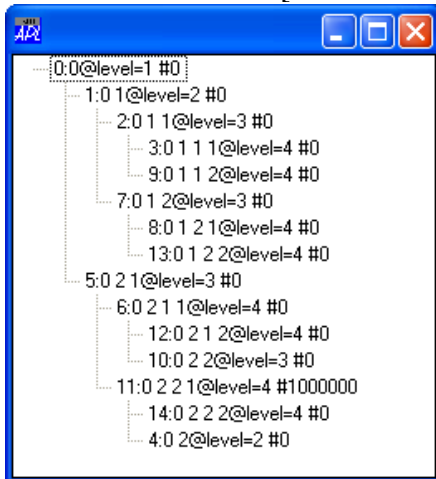 APL
0:0@level=1 #0
1:0 1@level=2 #0
2:0 1 1@level=3 #0
3:0 1 1 1@level=4 #0
9:0 1 1 2@level=4 #0
7:0 1 2@level=3 #0
8:0 1 2 1@level=4 #0
13:0 1 2 2@level=4 #0
5:0 2 1@level=3 #0
6:0 2 1 1@level=4 #0
12:0 2 1 2@level=4 #0
10:0 2 2@level=3 #0
11:0 2 2 1@level=4 #1000000
14:0 2 2 2@level=4 #0
4:0 2@level=2 #0